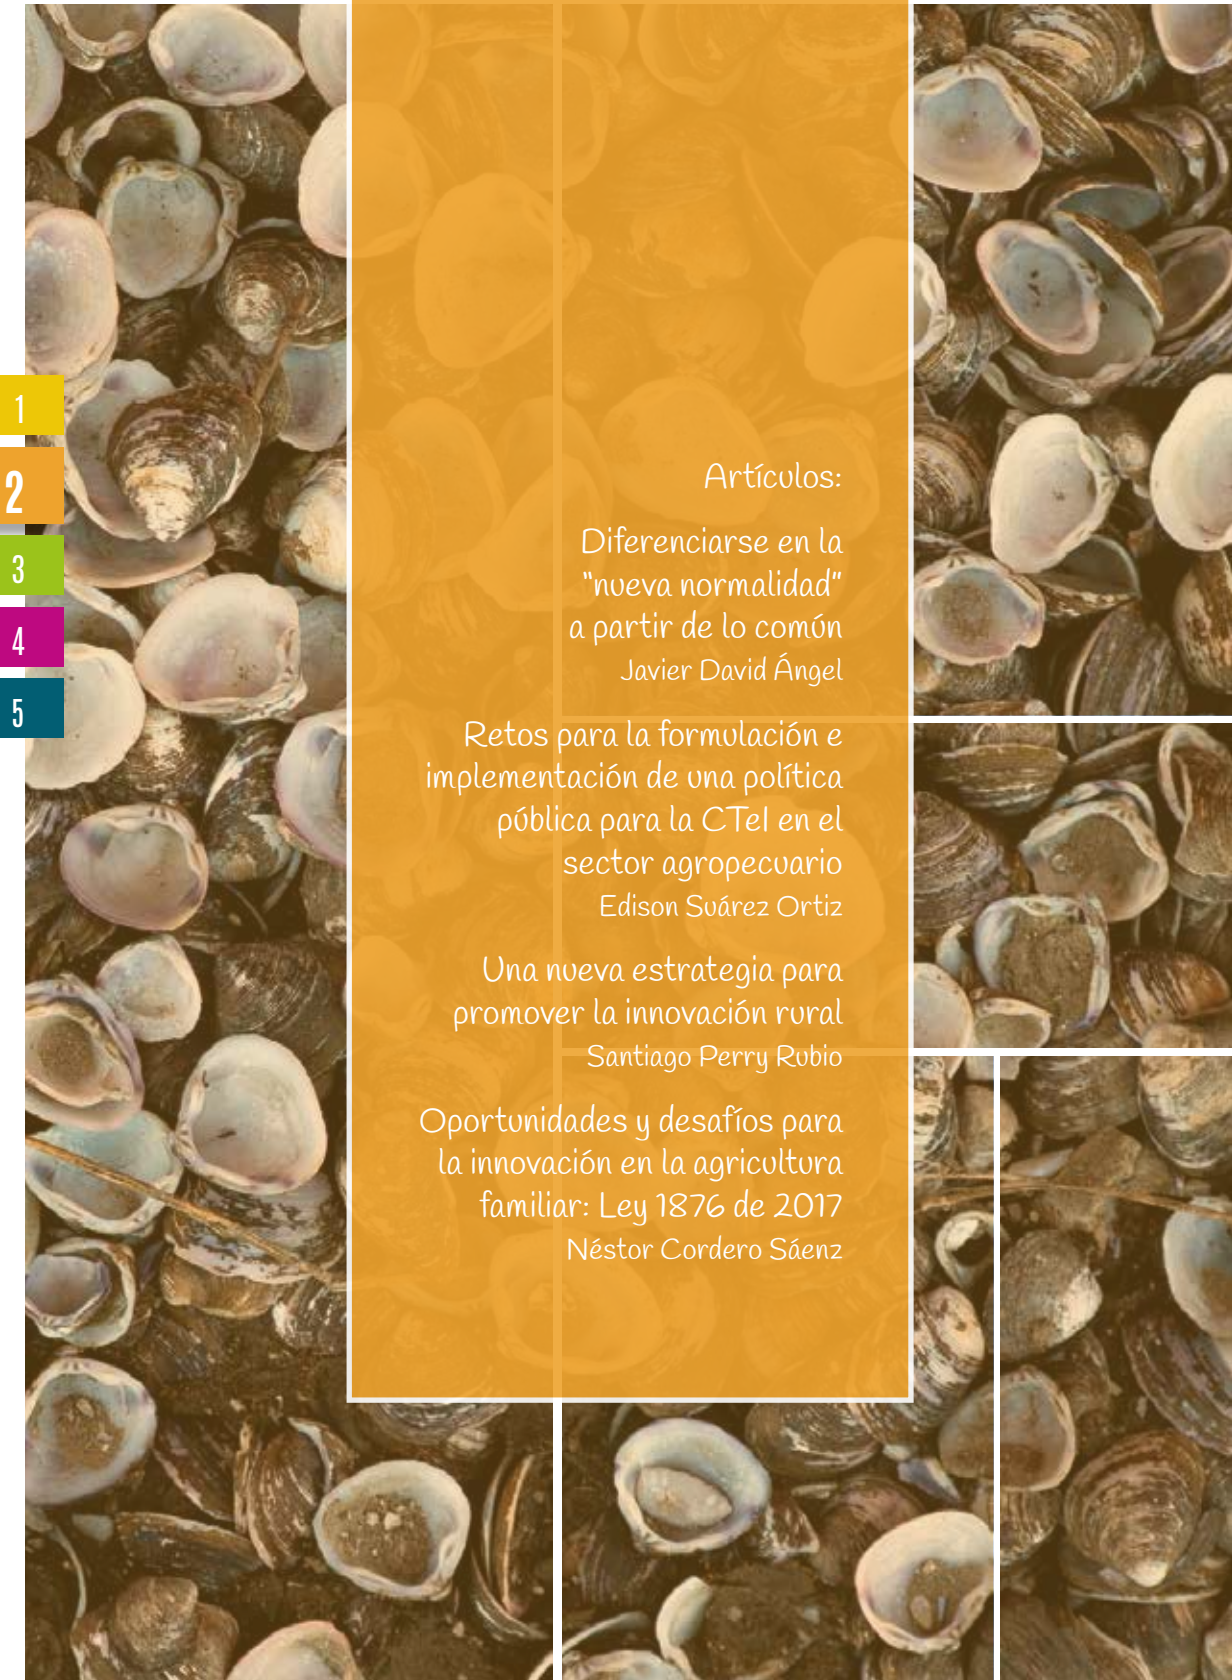 1
2
3
4
5
Artículos:
Diferenciarse en la
"nueva normalidad"
a partir de lo común
Javier David Ángel
Retos para la formulación e
implementación de una política
pública para la CTeI en el
sector agropecuario
Edison Suárez Ortiz
Una nueva estrategia para
promover la innovación rural
Santiago Perry Rubio
Oportunidades y desafíos para
la innovación en la agricultura
familiar: Ley 1876 de 2017
Néstor Cordero Sáenz